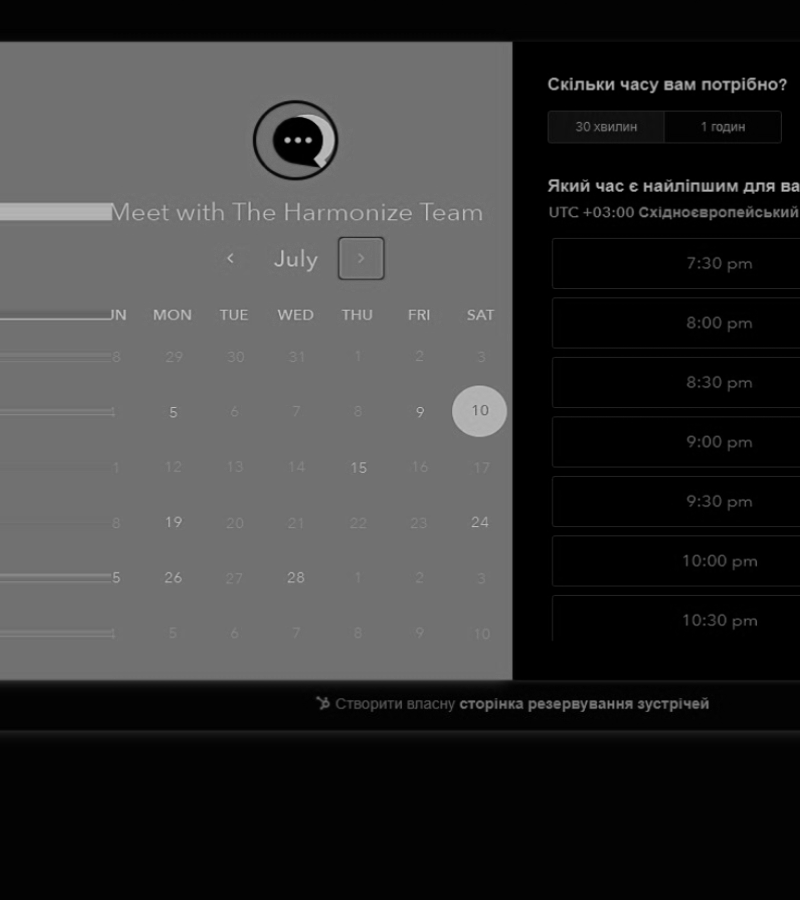 Meet with The Harmonize Team
July
UN MON TUE WED THU FRI SAT
8 29 30 31 1 2 3
5 6 7 8 9 10
1 12 13 14 15 16 17
8 19 20 21 22 23 24
5 26 27 28 1 2 3
5 6 7 8 9 10
Скільки часу вам потрібно?
30 хвилин 1 годин
Який час є найліпшим для ва
UTC +03:00 Східноєвропейський
7:30 pm
8:00 pm
8:30 pm
9:00 pm
9:30 pm
10:00 pm
10:30 pm
Створити власну сторінка резервування зустрічей